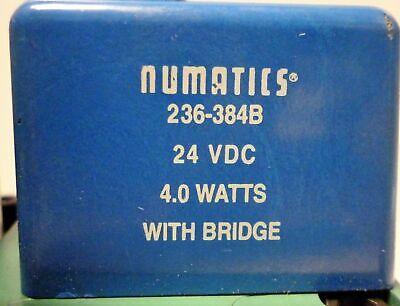 NUMATICS®
236-384B
24 VDC
4.0 WATTS
WITH BRIDGE